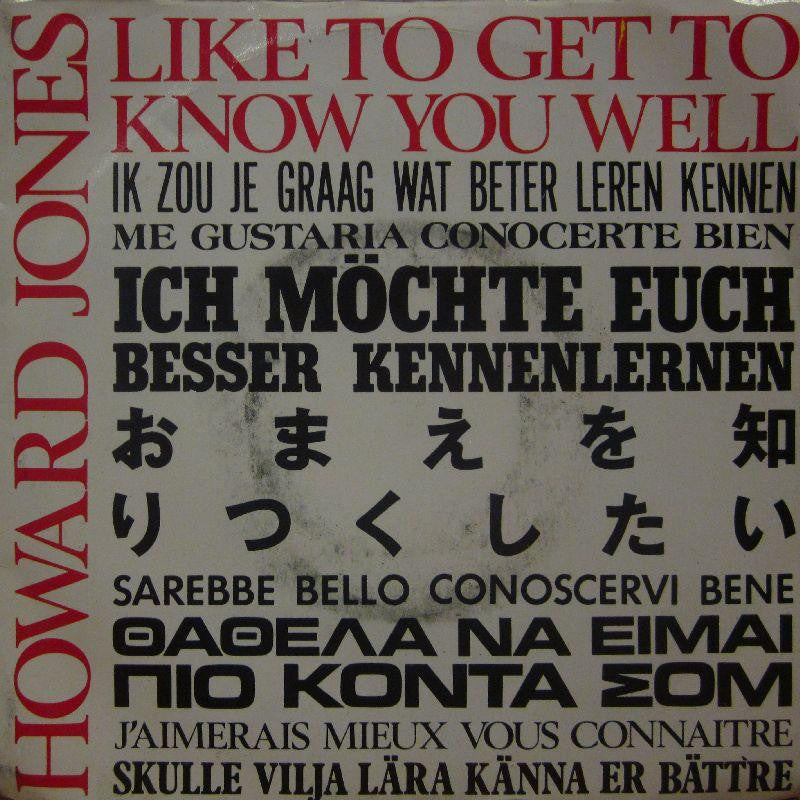 HOWARD JONES
LIKE TO GET TO
KNOW YOU WELL
IK ZOU JE GRAAG WAT BETER LEREN KENNEN
ME GUSTARIA CONOCERTE BIEN
ICH MÖCHTE EUCH
BESSER KENNENLERNEN
おまえを知
りつくしたい
SAREBBE BELLO CONOSCERVI BENE
ΘΑΘΕΛΑ ΝΑ ΕΙΜΑΙ
ΠΙΟ ΚΟΝΤΑ ΣΟΜ
J'AIMERAIS MIEUX VOUS CONNAITRE
SKULLE VILJA LÄRA KÄNNA ER BÄTTRE